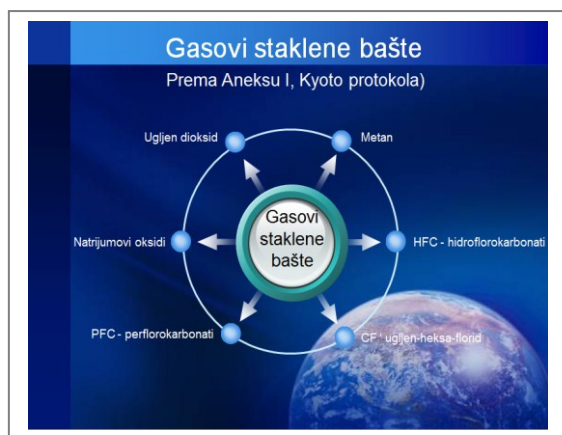 Gasovi staklene bašte
Prema Aneksu I, Kyoto protokola)
Ugljen dioksid
Metan
Gasovi
staklene
bašte
Natrijumovi oksidi
HFC - hidroflorokarbonati
PFC - perflorokarbonati
ugljen-heksa-florid